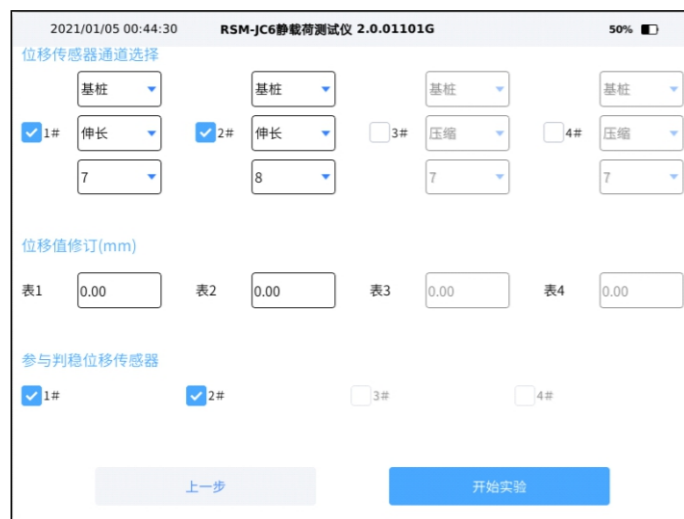 2021/01/05 00:44:30 RSM-JC6静载荷测试仪 2.0.01101G 50%
位移传感器通道选择
基桩 基桩 基桩 基桩
1# 伸长 2# 伸长 3# 压缩 4# 压缩
7 8 7 7
位移值修订(mm)
表1 0.00 表2 0.00 表3 0.00 表4 0.00
参与判稳位移传感器
1# 2# 3# 4#
上一步 开始实验